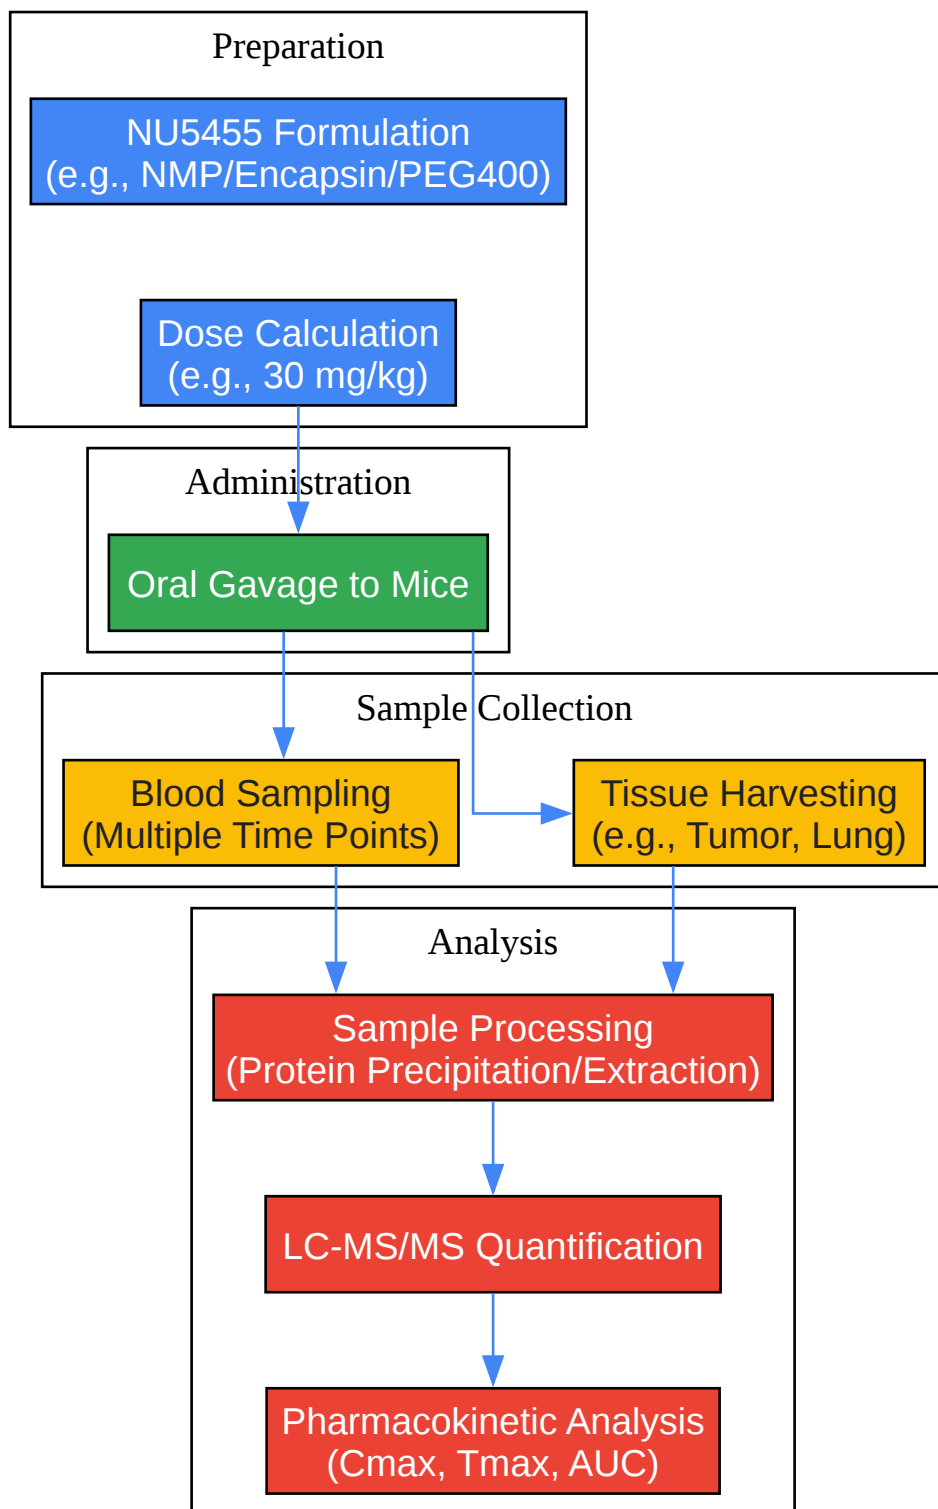 Preparation
NU5455 Formulation
(e.g., NMP/Encapsin/PEG400)
Dose Calculation
(e.g., 30 mg/kg)
Administration
Oral Gavage to Mice
Sample Collection
Blood Sampling
(Multiple Time Points)
Tissue Harvesting
(e.g., Tumor, Lung)
Analysis
Sample Processing
(Protein Precipitation/Extraction)
LC-MS/MS Quantification
Pharmacokinetic Analysis
(Cmax, Tmax, AUC)